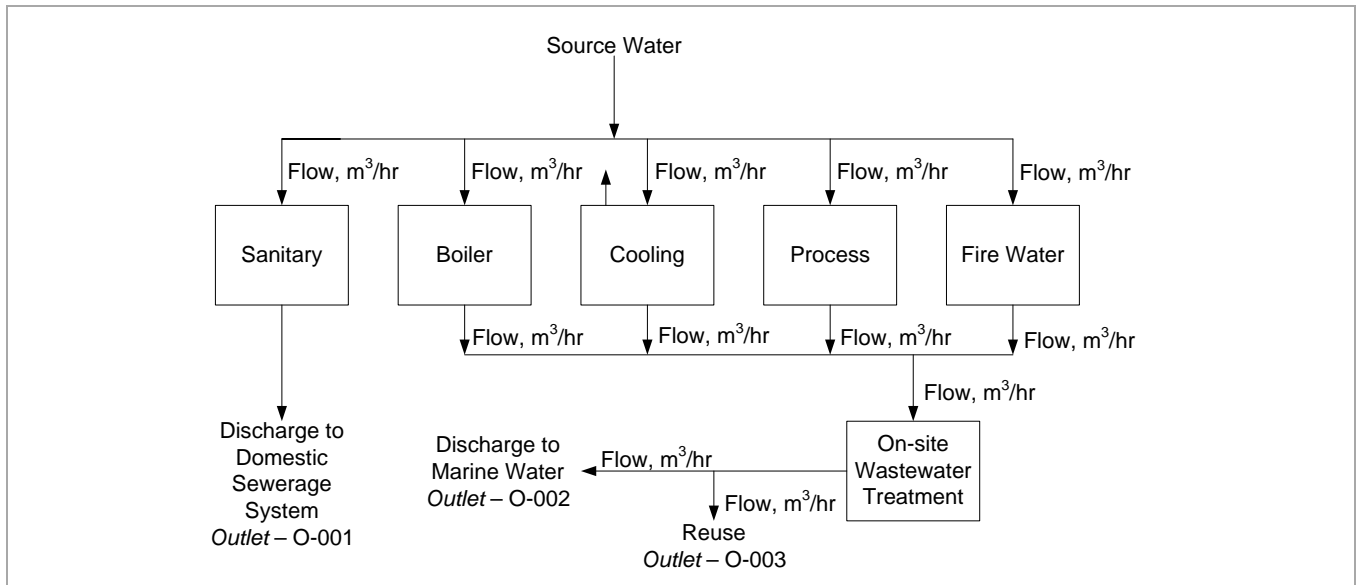 Source Water
Flow, m³/hr
Flow, m³/hr
Flow, m³/hr
Flow, m³/hr
Flow, m³/hr
Sanitary
Boiler
Cooling
Process
Fire Water
Flow, m³/hr
Flow, m³/hr
Flow, m³/hr
Flow, m³/hr
Flow, m³/hr
Discharge to
Domestic
Sewerage
System
Outlet – O-001
Discharge to
Marine Water
Outlet – O-002
Flow, m³/hr
On-site
Wastewater
Treatment
Flow, m³/hr
Reuse
Outlet – O-003